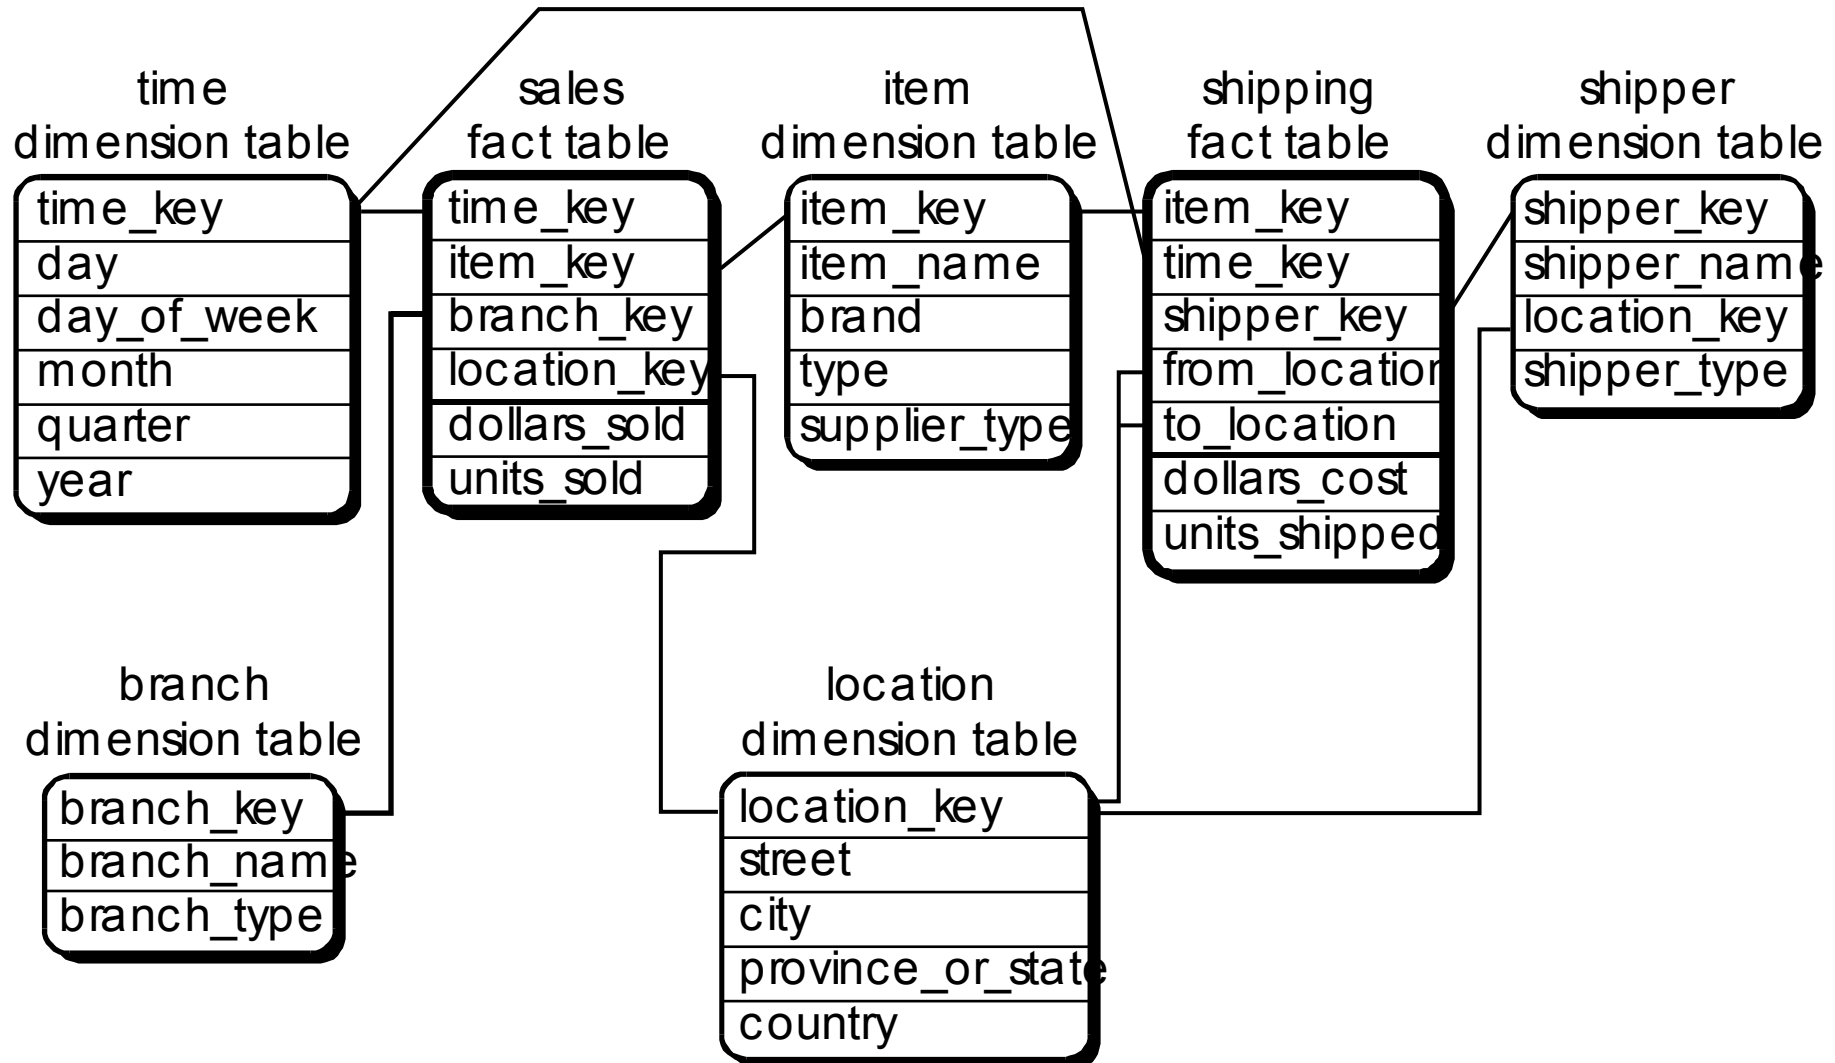 time
dimension table
time_key
day
day_of_week
month
quarter
year
sales
fact table
time_key
item_key
branch_key
location_key
dollars_sold
units_sold
item
dimension table
item_key
item_name
brand
type
supplier_type
shipping
fact table
item_key
time_key
shipper_key
from_location
to_location
dollars_cost
units_shipped
shipper
dimension table
shipper_key
shipper_name
location_key
shipper_type
branch
dimension table
branch_key
branch_name
branch_type
location
dimension table
location_key
street
city
province_or_state
country